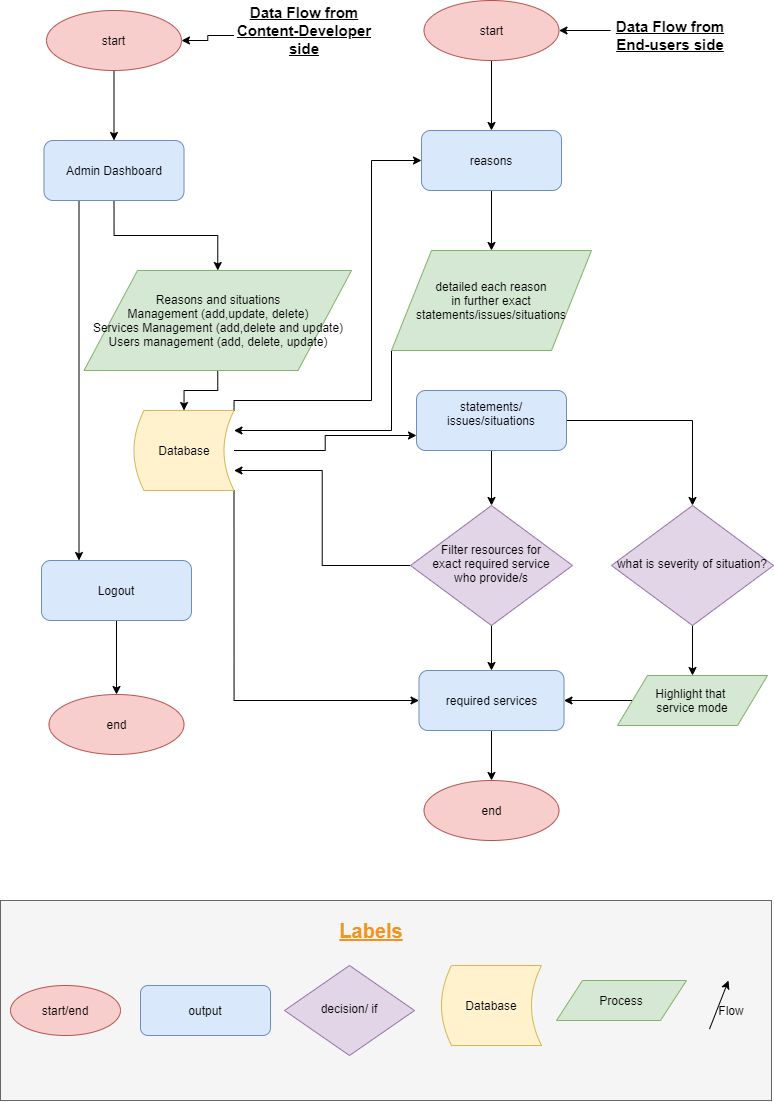 Data Flow from
Content-Developer
side
start
Data Flow from
End-users side
start
Admin Dashboard
reasons
Reasons and situations
Management (add,update, delete)
Services Management (add,delete and update)
Users management (add, delete, update)
detailed each reason
in further exact
statements/issues/situations
Database
statements/
issues/situations
Filter resources for
exact required service
who provide/s
what is severity of situation?
Logout
required services
Highlight that
service mode
end
end
Labels
start/end
output
decision/ if
Database
Process
Flow